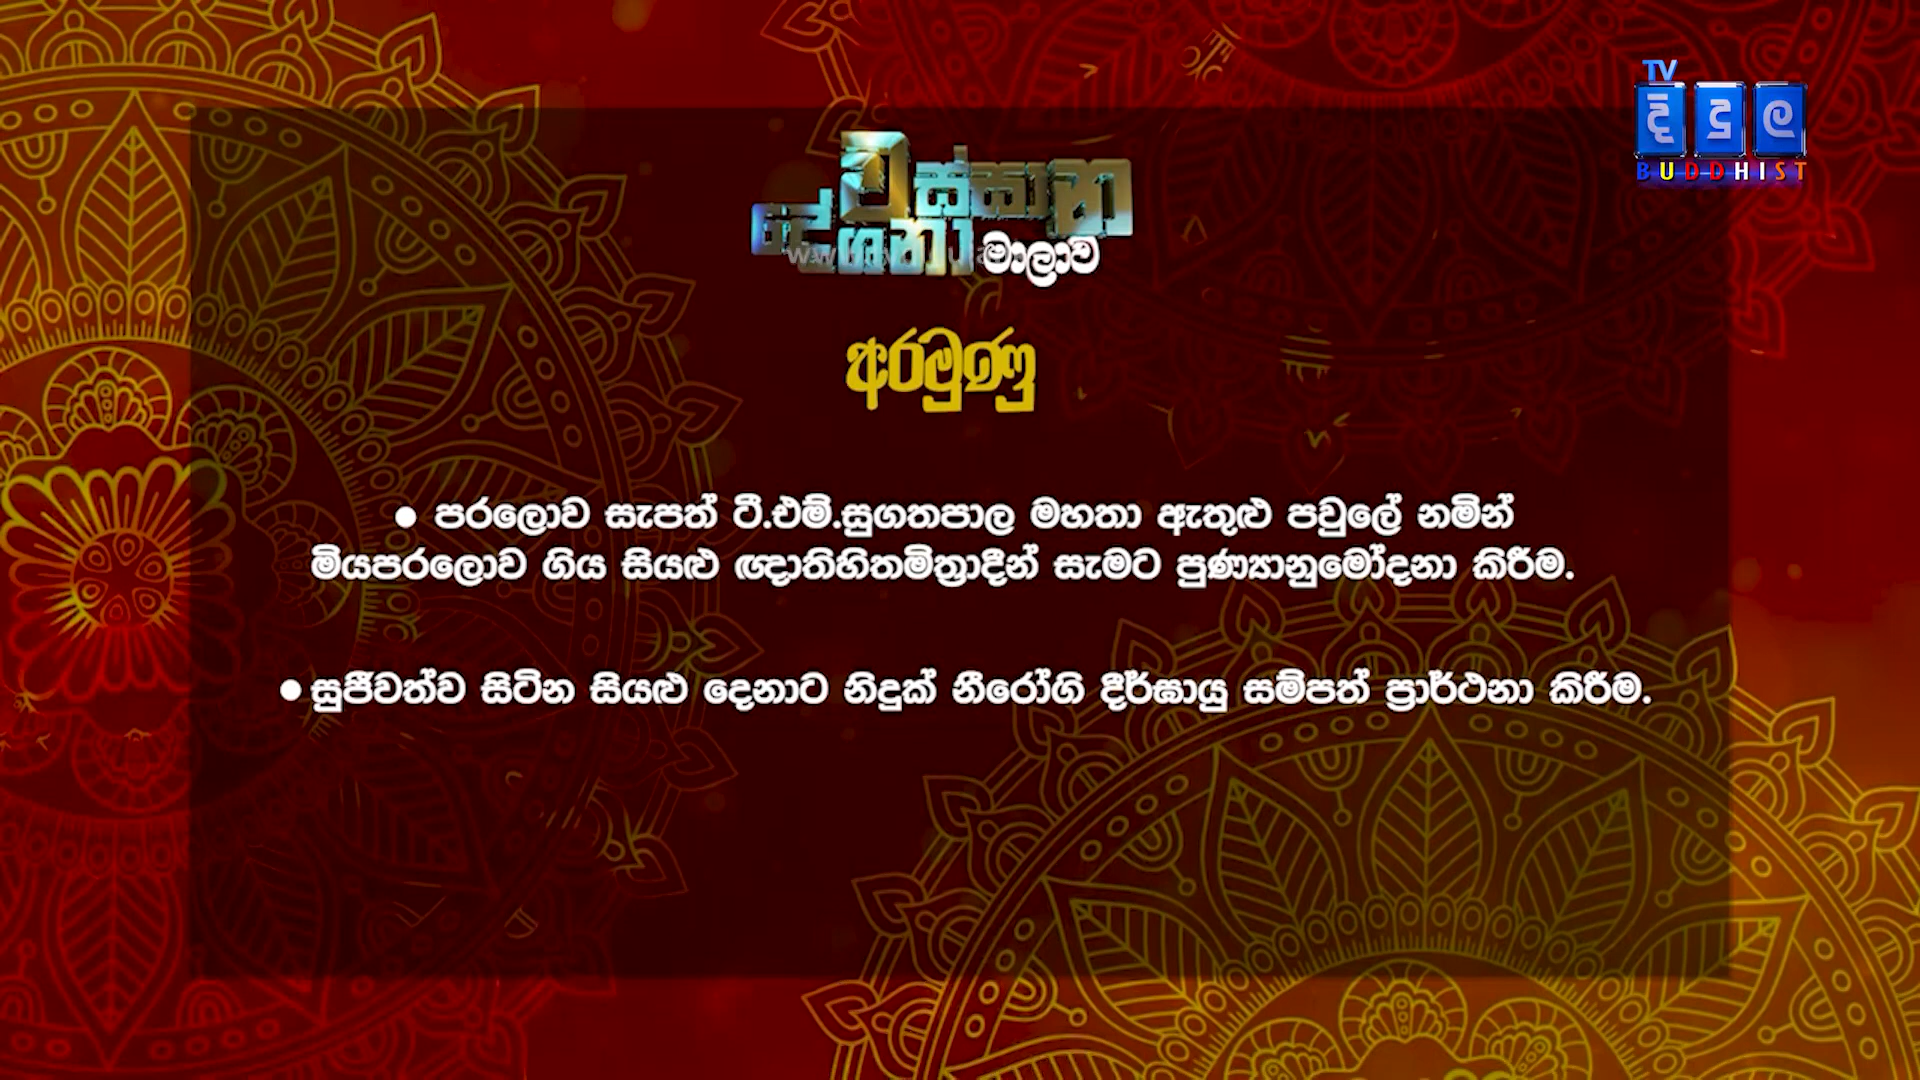 TV
දිදුල
BUDDHIST
වස්සාන
දේශනා මාලාව
අරමුණු
● පරලොව සැපත් ටී.එම්.සුගතපාල මහතා ඇතුළු පවුලේ නමින්
මියපරලොව ගිය සියළු ඥාතිහිතමිත්‍රාදීන් සැමට පුණ්‍යානුමෝදනා කිරීම.
● සුජීවත්ව සිටින සියළු දෙනාට නිදුක් නීරෝගි දීර්ඝායු සම්පත් ප්‍රාර්ථනා කිරීම.